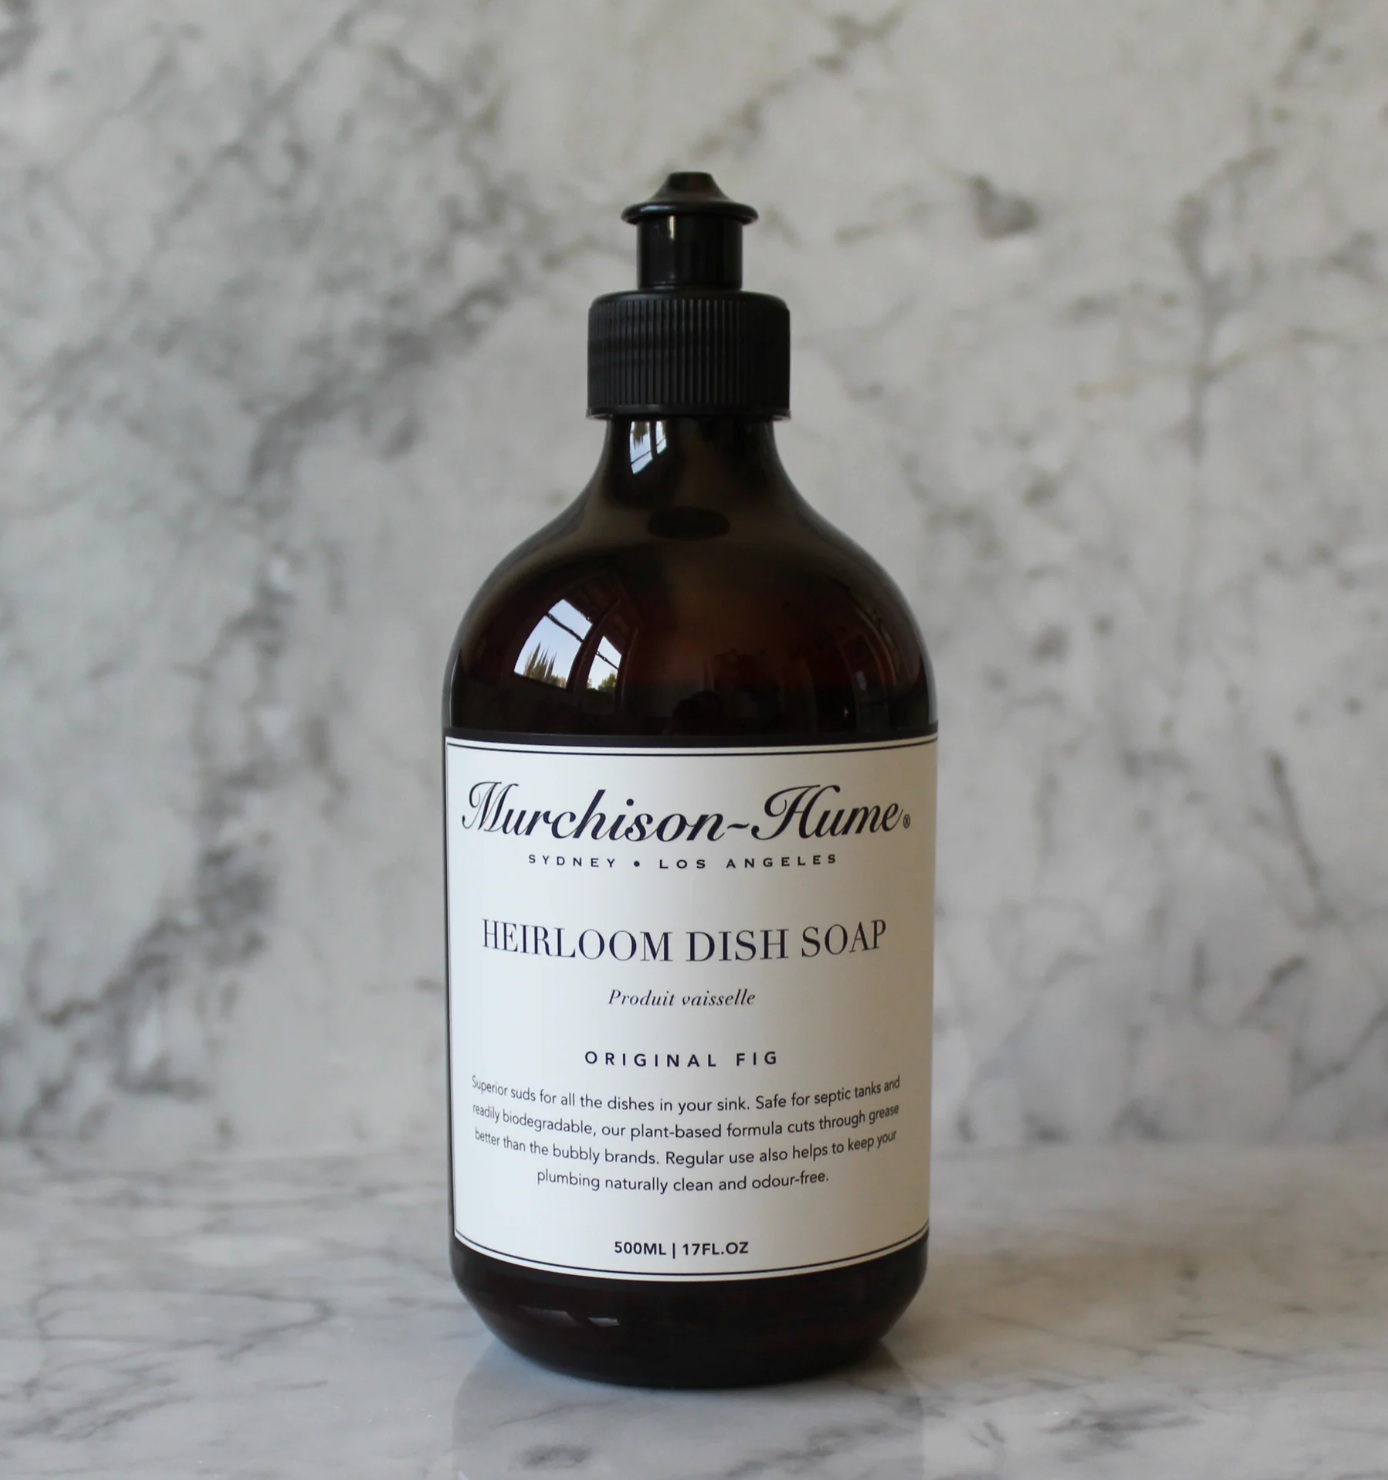 Murchison-Hume®
SYDNEY • LOS ANGELES
HEIRLOOM DISH SOAP
Produit vaisselle
ORIGINAL FIG
Superior suds for all the dishes in your sink. Safe for septic tanks and
readily biodegradable, our plant-based formula cuts through grease
better than the bubbly brands. Regular use also helps to keep your
plumbing naturally clean and odour-free.
500ML | 17FL.OZ